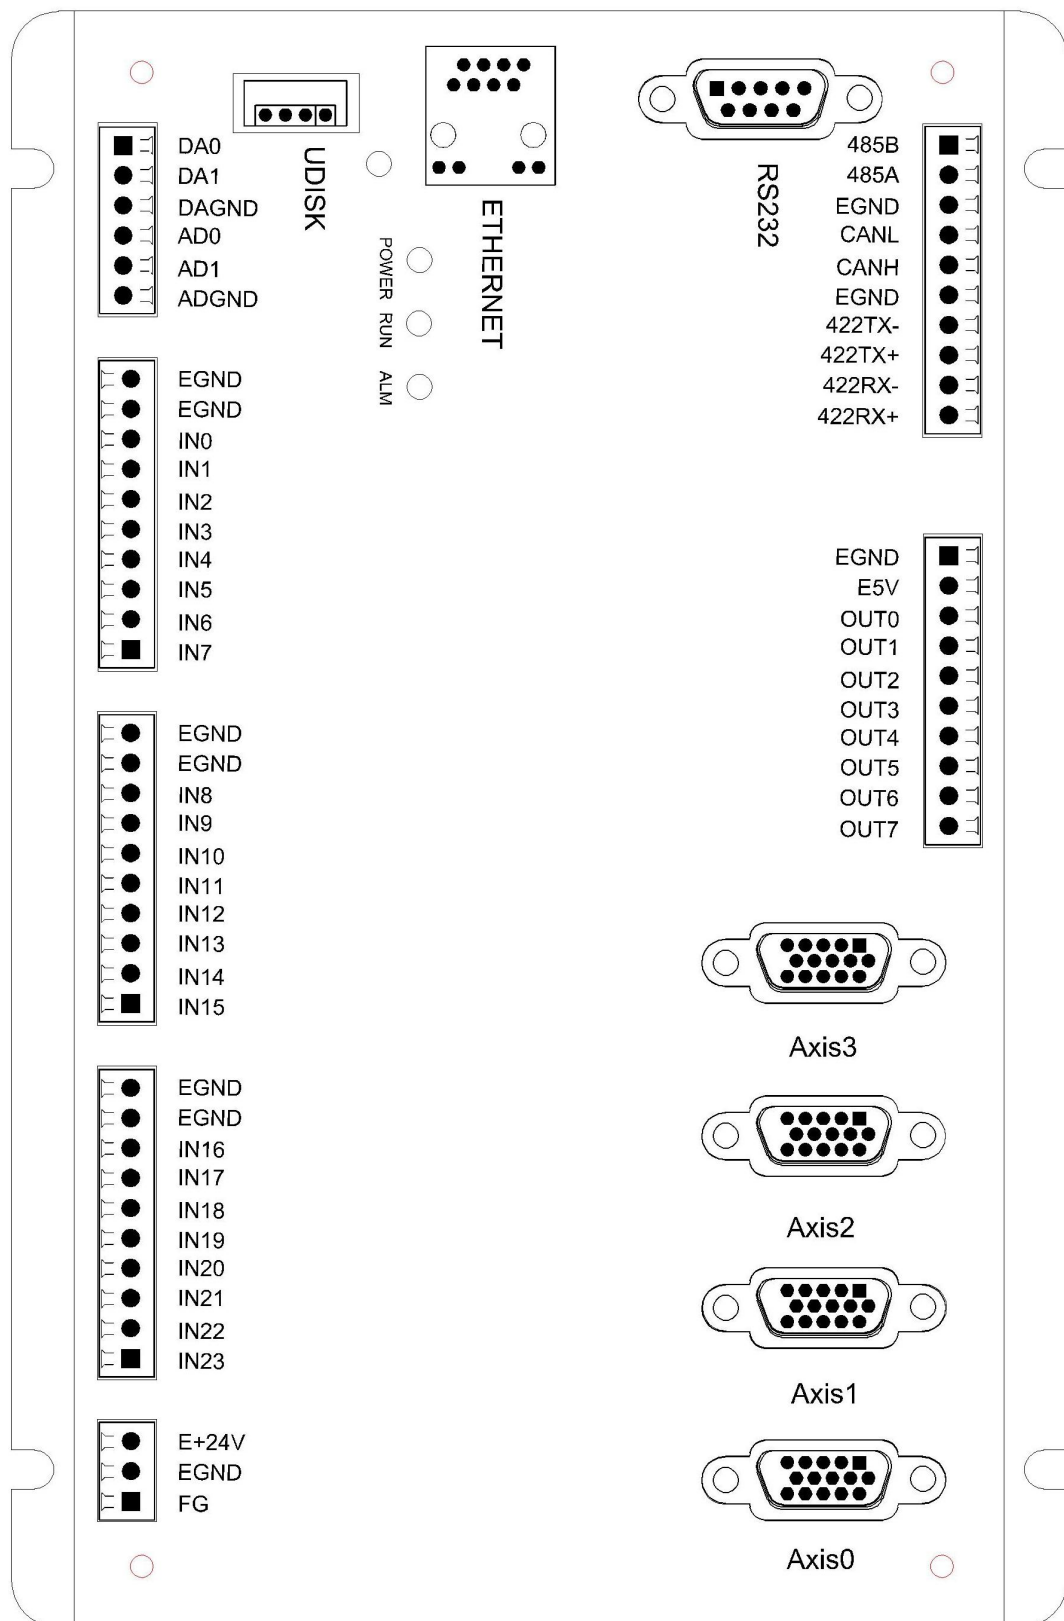 DA0
DA1
DAGND
AD0
AD1
ADGND
UDISK
ETHERNET
POWER
RUN
ALM
RS232
485B
485A
EGND
CANL
CANH
EGND
422TX-
422TX+
422RX-
422RX+
EGND
EGND
IN0
IN1
IN2
IN3
IN4
IN5
IN6
IN7
EGND
E5V
OUT0
OUT1
OUT2
OUT3
OUT4
OUT5
OUT6
OUT7
EGND
EGND
IN8
IN9
IN10
IN11
IN12
IN13
IN14
IN15
EGND
EGND
IN16
IN17
IN18
IN19
IN20
IN21
IN22
IN23
E+24V
EGND
FG
Axis3
Axis2
Axis1
Axis0